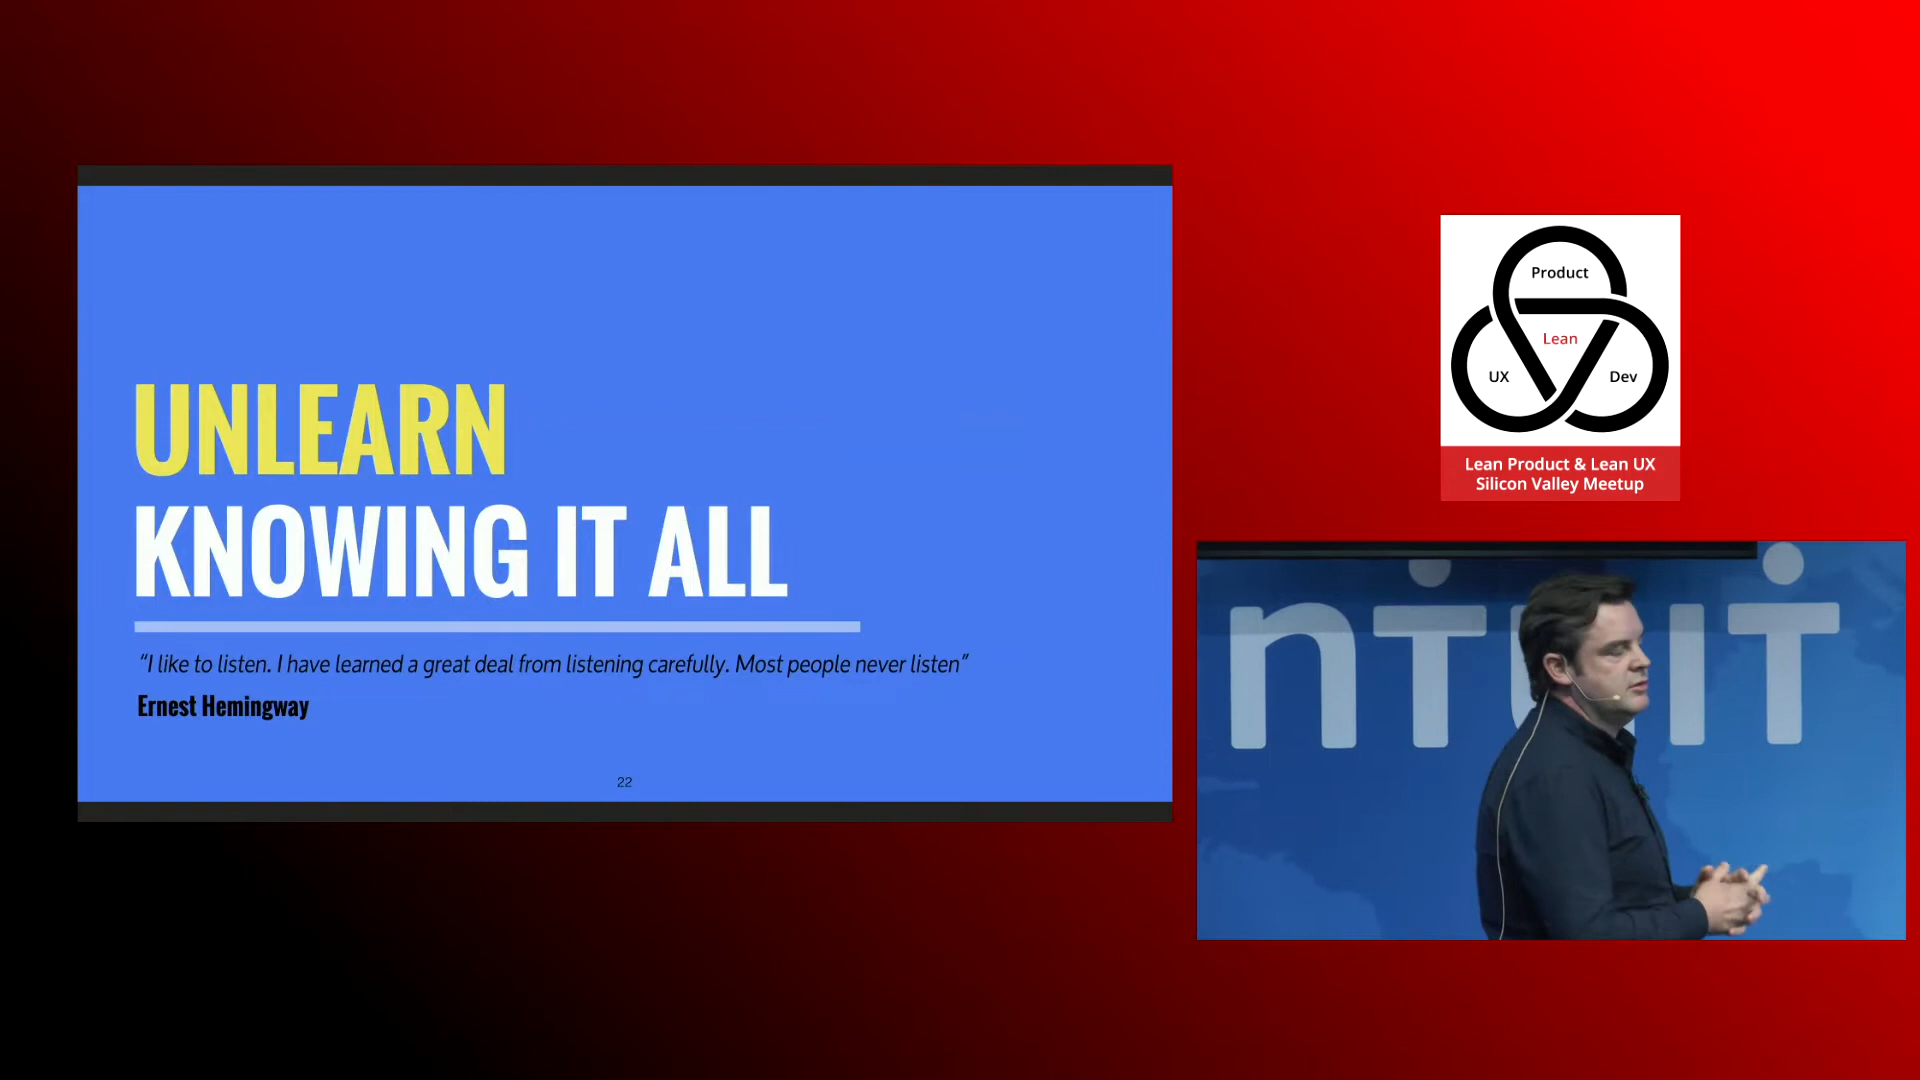 UNLEARN
KNOWING IT ALL
“I like to listen. I have learned a great deal from listening carefully. Most people never listen”
Ernest Hemingway
22
Product
Lean
UX
Dev
Lean Product & Lean UX
Silicon Valley Meetup
ntuit